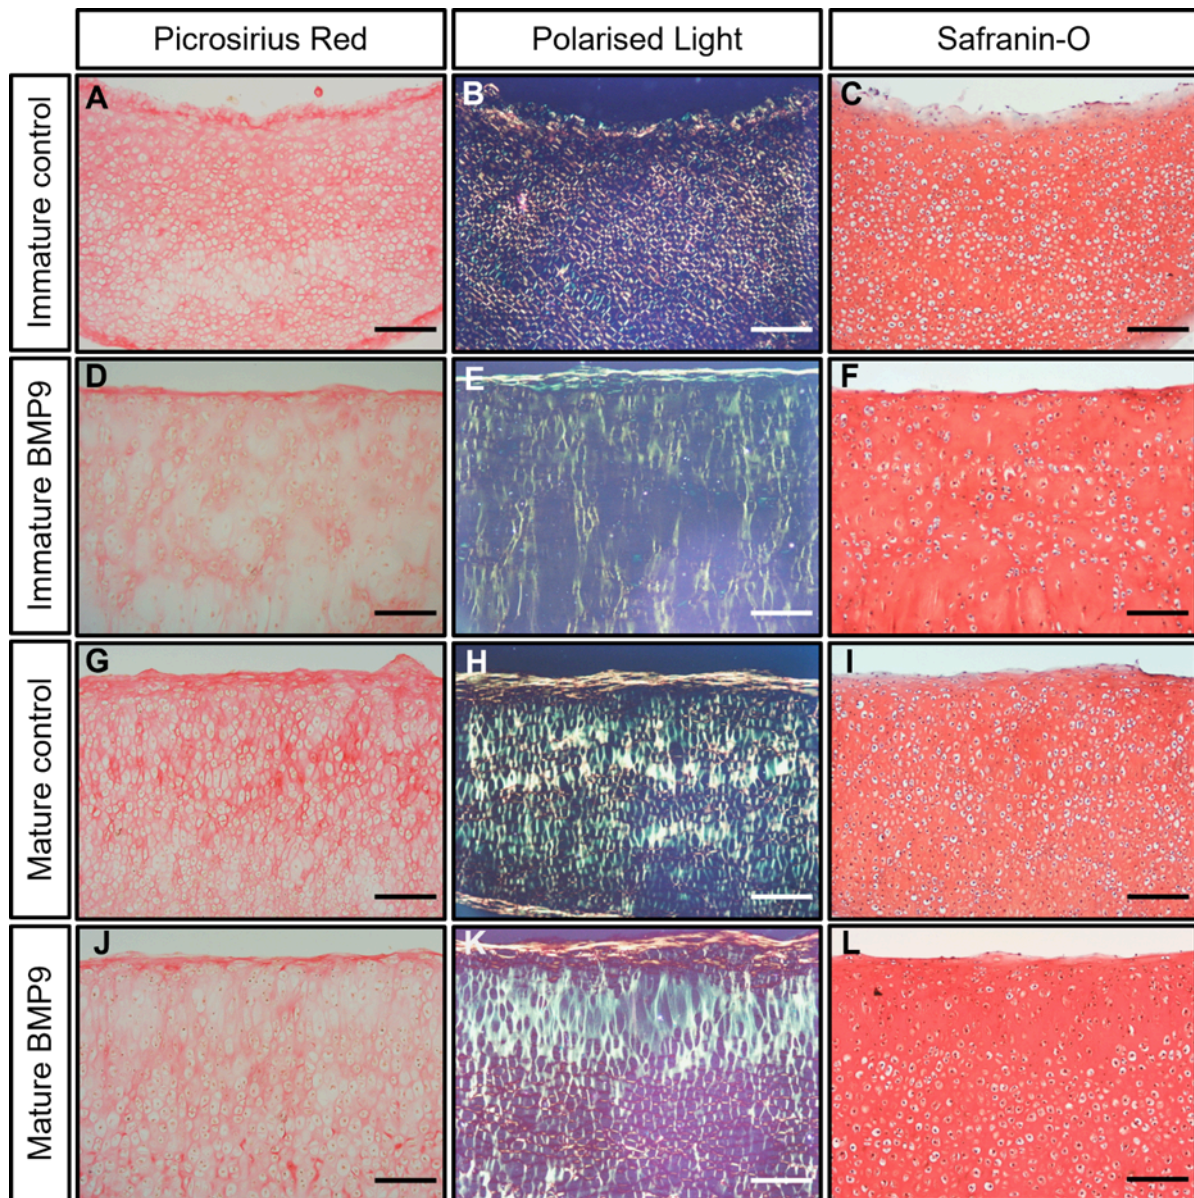 Picrosirius Red
Polarised Light
Safranin-O
Immature control
A
B
C
Immature BMP9
D
E
F
Mature control
G
H
I
Mature BMP9
J
K
L